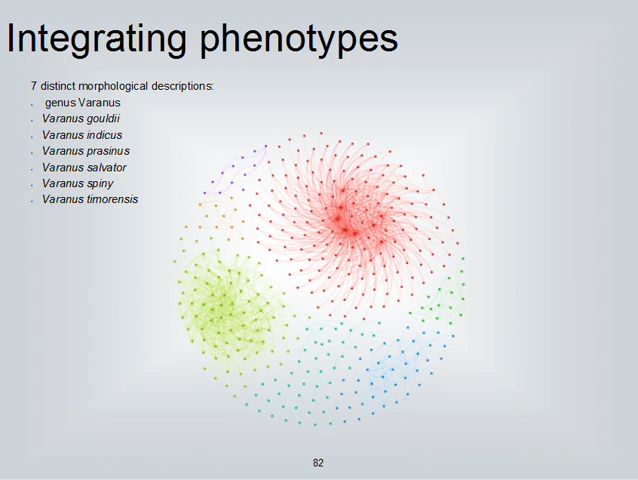 Integrating phenotypes
7 distinct morphological descriptions:
. genus Varanus
. Varanus gouldii
. Varanus indicus
. Varanus prasinus
. Varanus salvator
. Varanus spiny
. Varanus timorensis
82